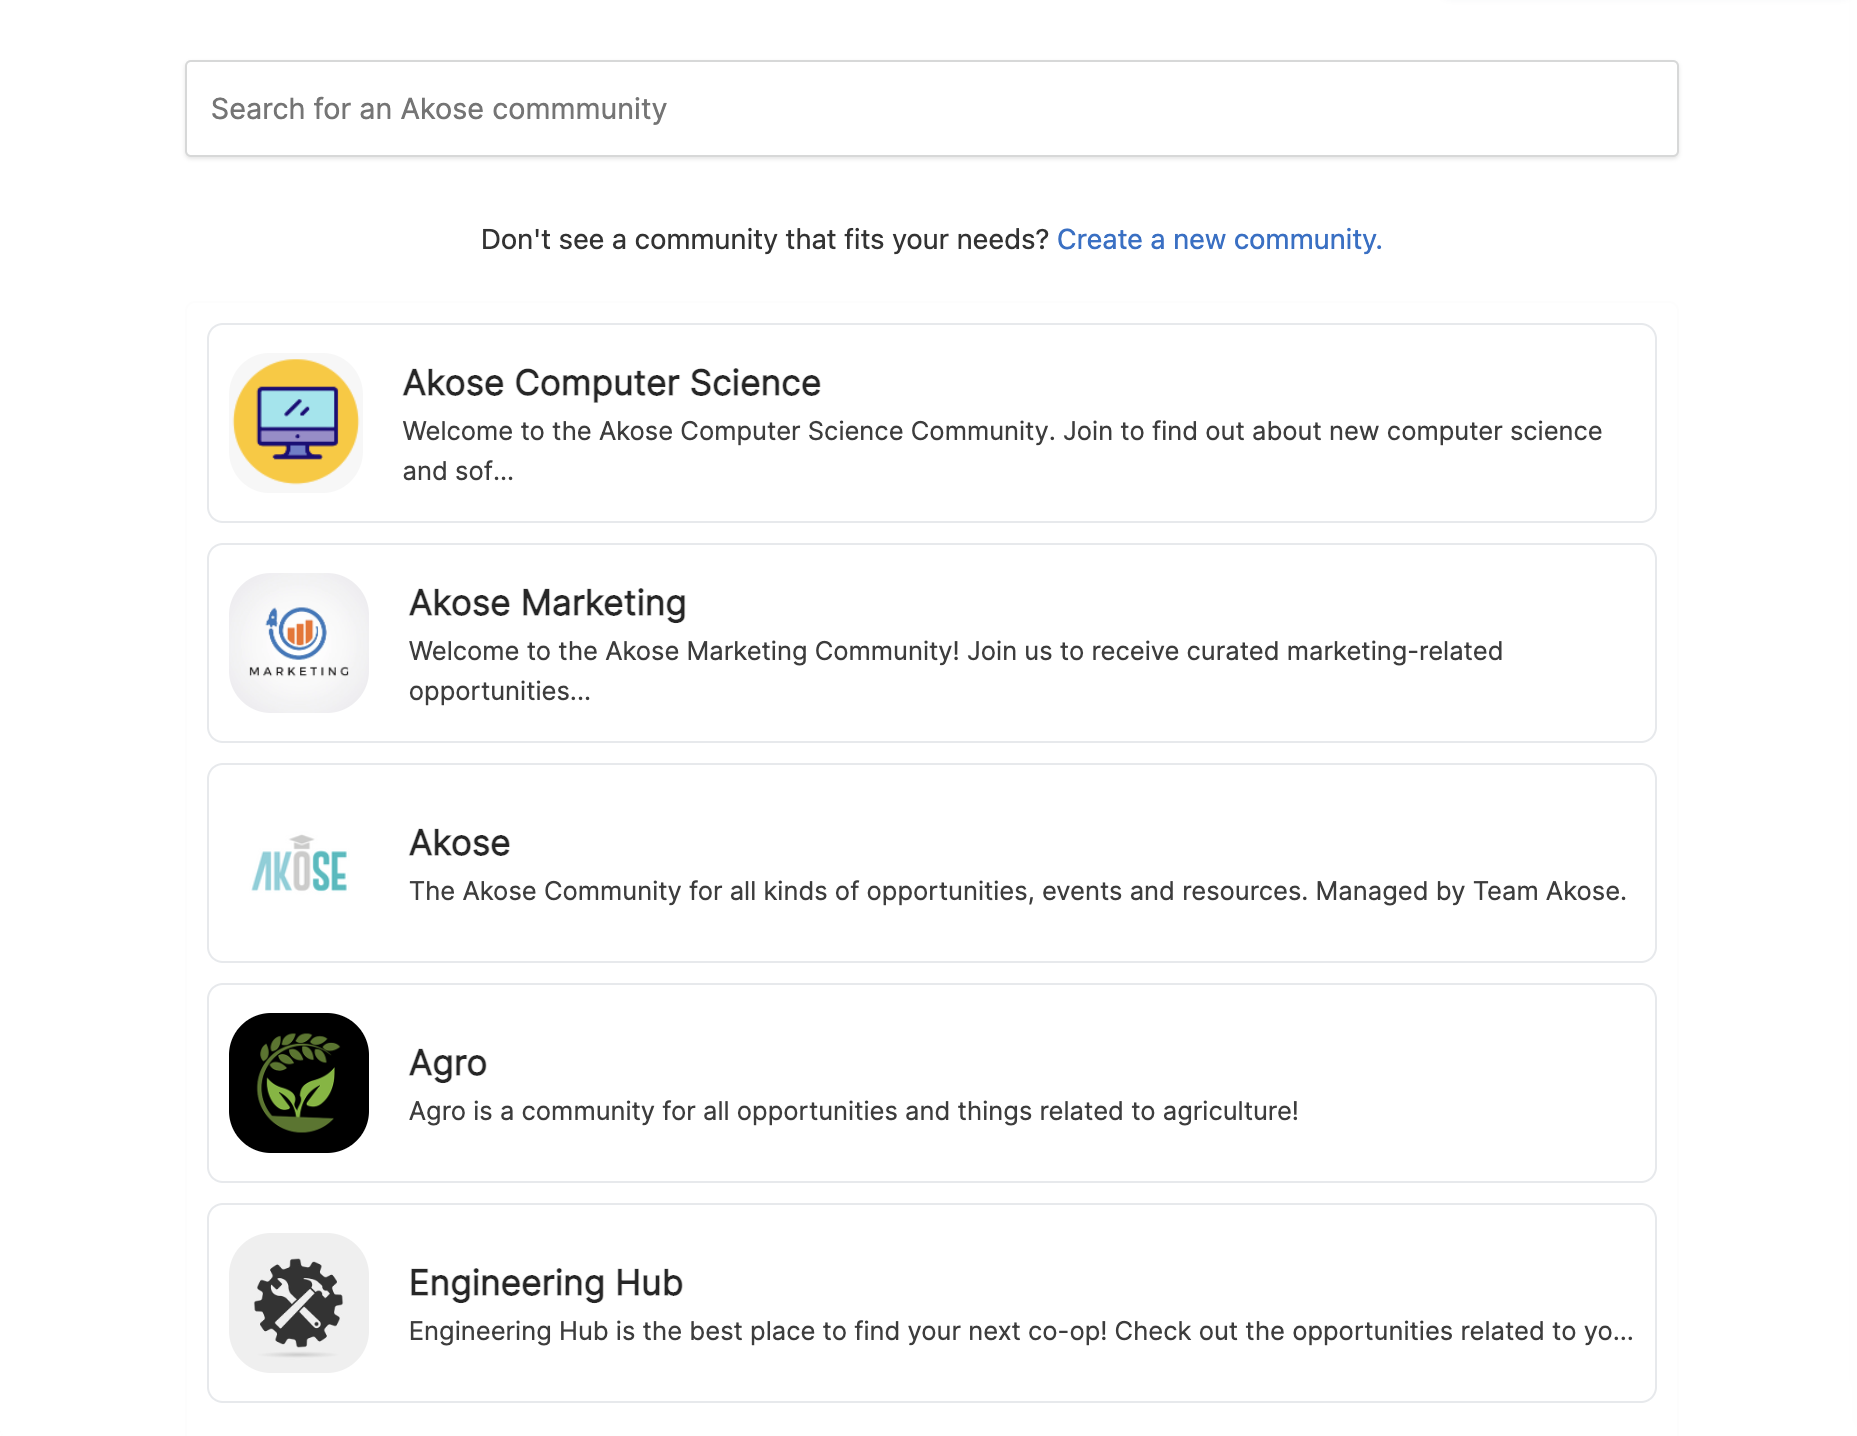 Search for an Akose commmunity
Don't see a community that fits your needs? Create a new community.
Akose Computer Science
Welcome to the Akose Computer Science Community. Join to find out about new computer science
and sof...
MARKETING
Akose Marketing
Welcome to the Akose Marketing Community! Join us to receive curated marketing-related
opportunities...
AKOSE
Akose
The Akose Community for all kinds of opportunities, events and resources. Managed by Team Akose.
Agro
Agro is a community for all opportunities and things related to agriculture!
Engineering Hub
Engineering Hub is the best place to find your next co-op! Check out the opportunities related to yo...